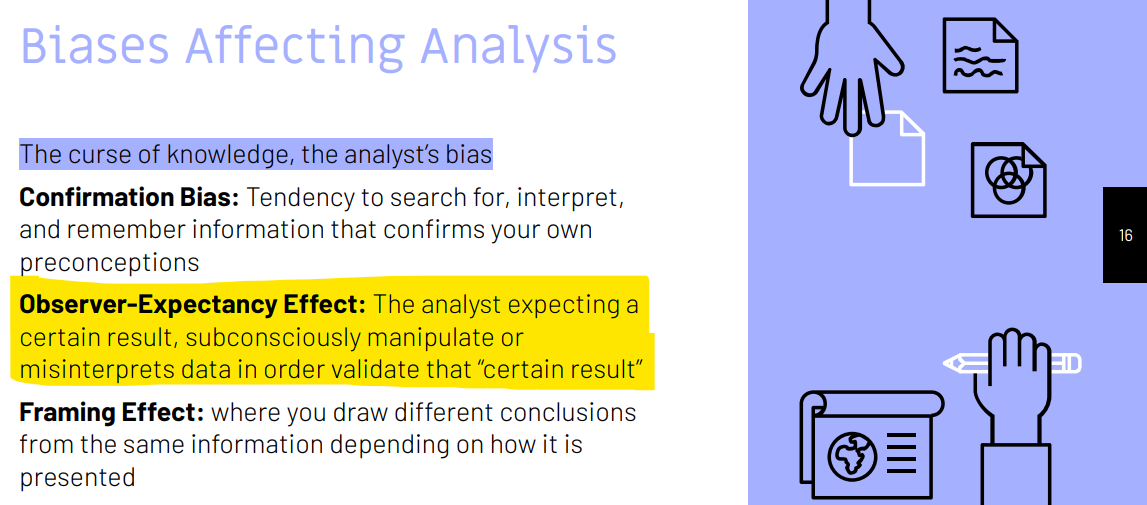 Biases Affecting Analysis
The curse of knowledge, the analyst's bias
Confirmation Bias: Tendency to search for, interpret,
and remember information that confirms your own
preconceptions
Observer-Expectancy Effect: The analyst expecting a
certain result, subconsciously manipulate or
misinterprets data in order validate that “certain result”
Framing Effect: where you draw different conclusions
from the same information depending on how it is
presented
16